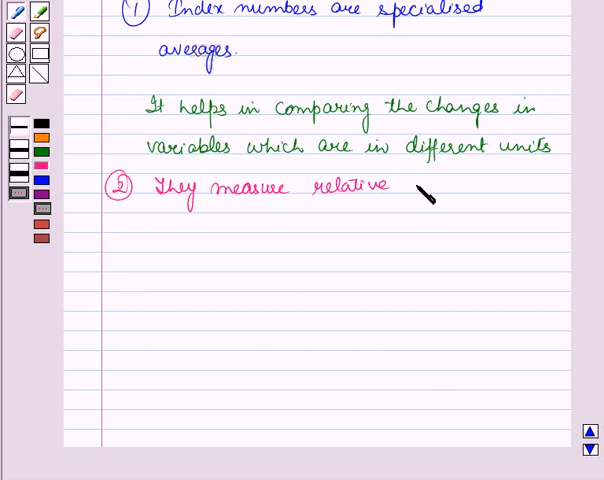 ① Index numbers are specialised
averages.
It helps in comparing the changes in
variables which are in different units
② They measure relative